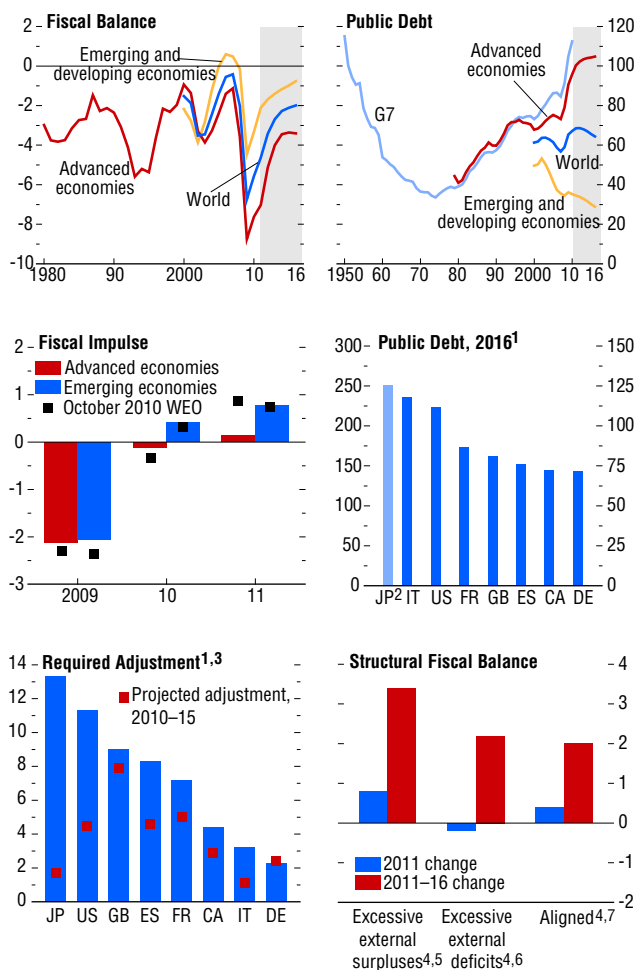 Fiscal Balance
2
0
-2
-4
-6
-8
-10
Emerging and
developing economies
Advanced
economies
World
1980 90 2000 10 16
Public Debt
120
100
80
60
40
20
0
Advanced
economies
G7
World
Emerging and
developing economies
1950 60 70 80 90 2000 10 16
Fiscal Impulse
2
1
0
-1
-2
-3
Advanced economies
Emerging economies
October 2010 WEO
2009 10 11
Public Debt, 2016¹
300
250
200
150
100
50
0
150
125
100
75
50
25
0
JP² IT US FR GB ES CA DE
Required Adjustment¹,³
14
12
10
8
6
4
2
0
Projected adjustment,
2010–15
JP US GB ES FR CA IT DE
Structural Fiscal Balance
4
3
2
1
0
-1
-2
2011 change
2011–16 change
Excessive
external
surpluses⁴,⁵
Excessive
external
deficits⁴,⁶
Aligned⁴,⁷